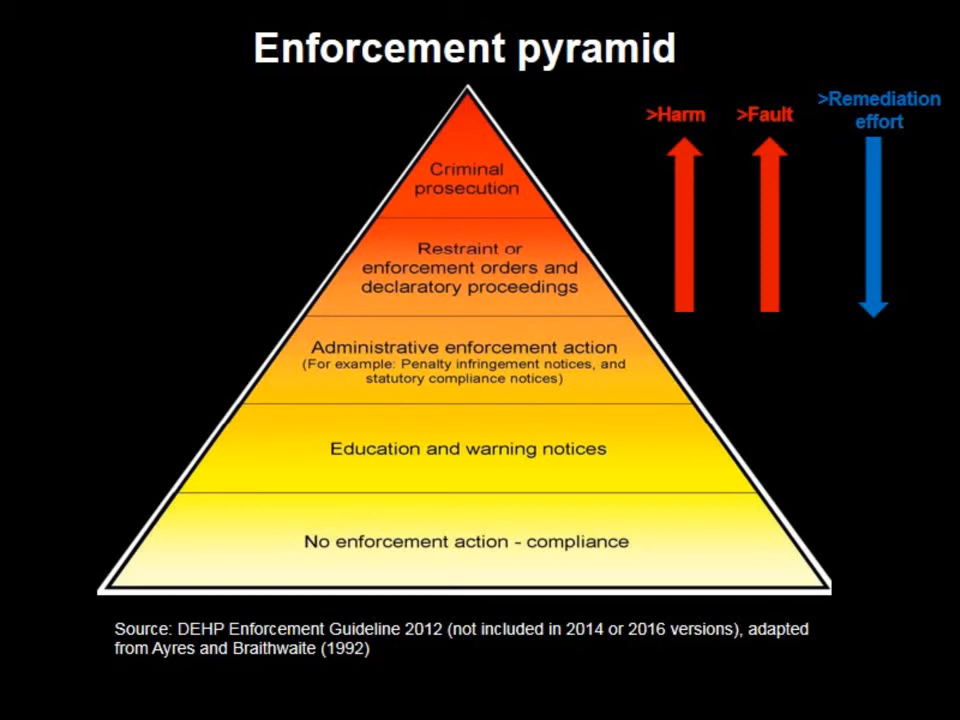 Enforcement pyramid
>Harm
>Fault
>Remediation
effort
Criminal
prosecution
Restraint or
enforcement orders and
declaratory proceedings
Administrative enforcement action
(For example: Penalty infringement notices, and
statutory compliance notices)
Education and warning notices
No enforcement action - compliance
Source: DEHP Enforcement Guideline 2012 (not included in 2014 or 2016 versions), adapted
from Ayres and Braithwaite (1992)